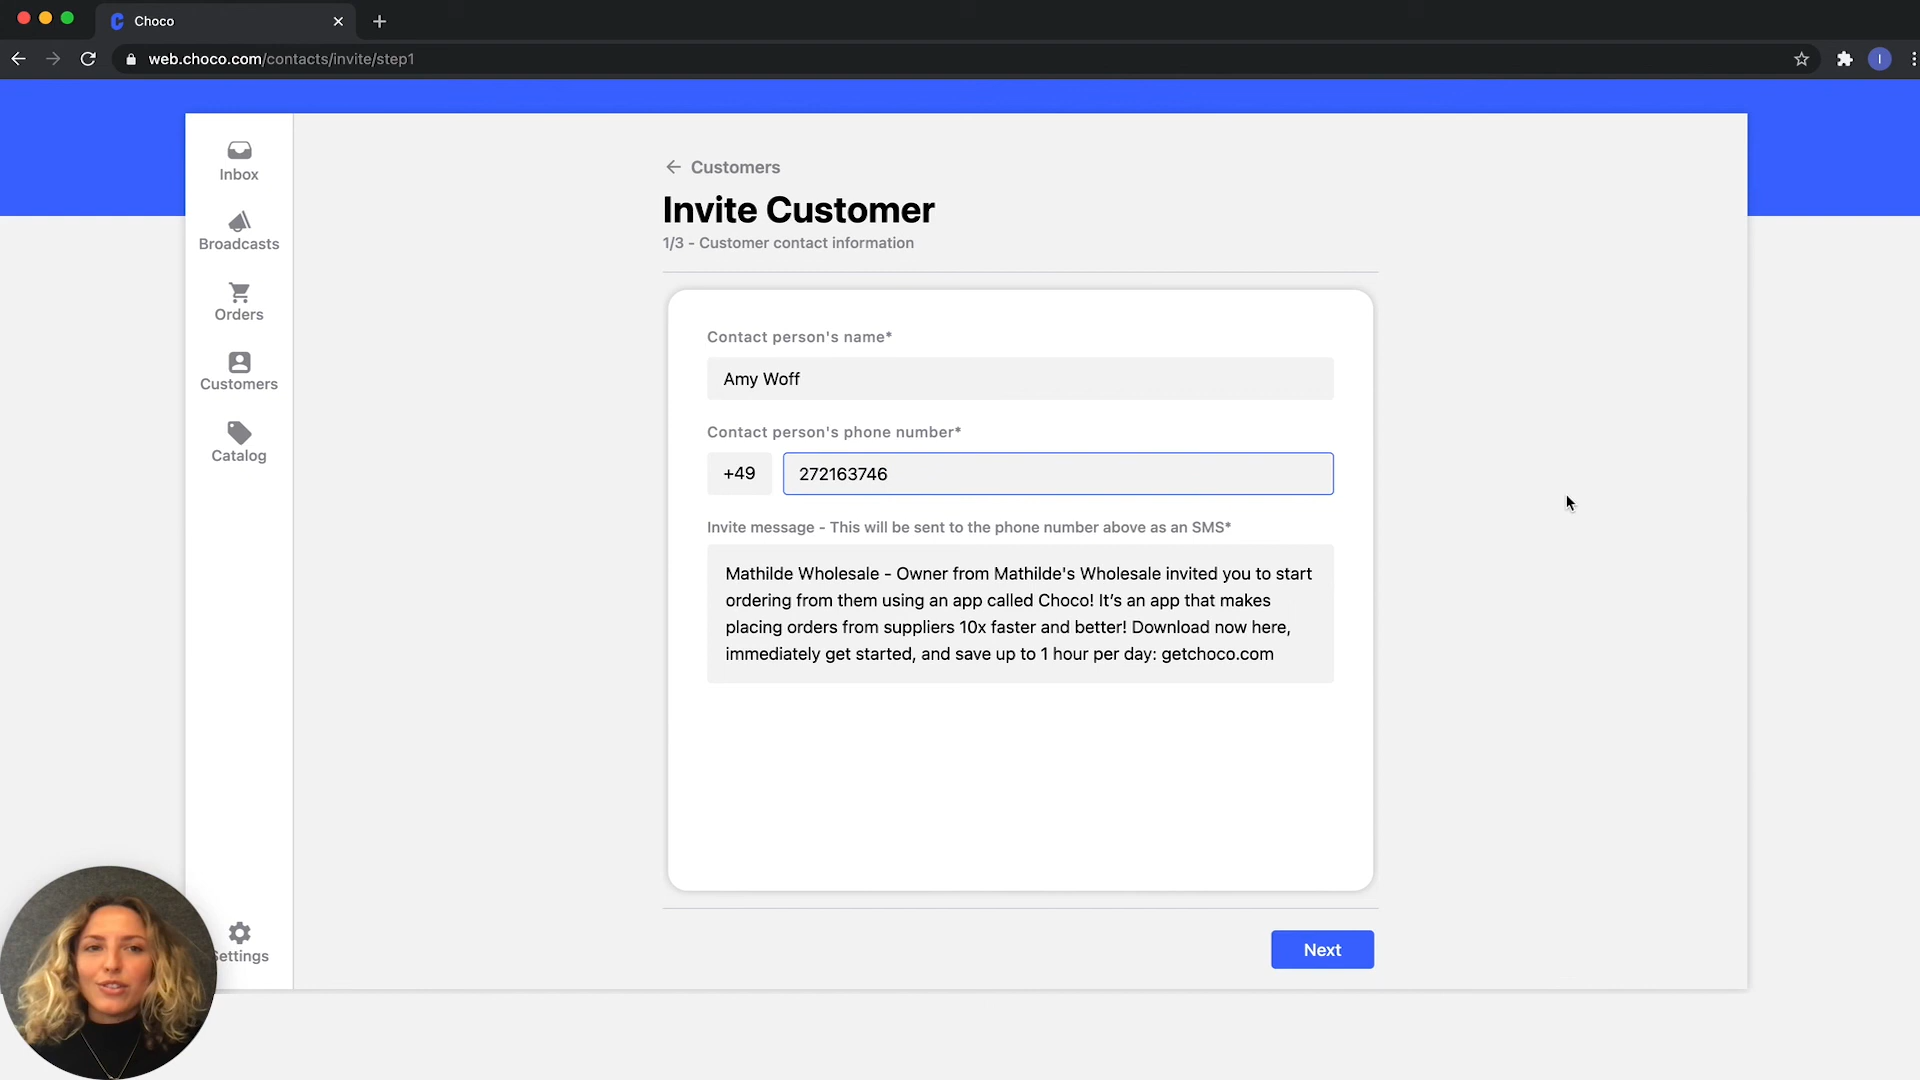 Choco
web.choco.com/contacts/invite/step1
I
Inbox
Broadcasts
Orders
Customers
Catalog
Settings
Customers
Invite Customer
1/3 - Customer contact information
Contact person's name*
Amy Woff
Contact person's phone number*
+49
272163746
Invite message - This will be sent to the phone number above as an SMS*
Mathilde Wholesale - Owner from Mathilde's Wholesale invited you to start
ordering from them using an app called Choco! It’s an app that makes
placing orders from suppliers 10x faster and better! Download now here,
immediately get started, and save up to 1 hour per day: getchoco.com
Next